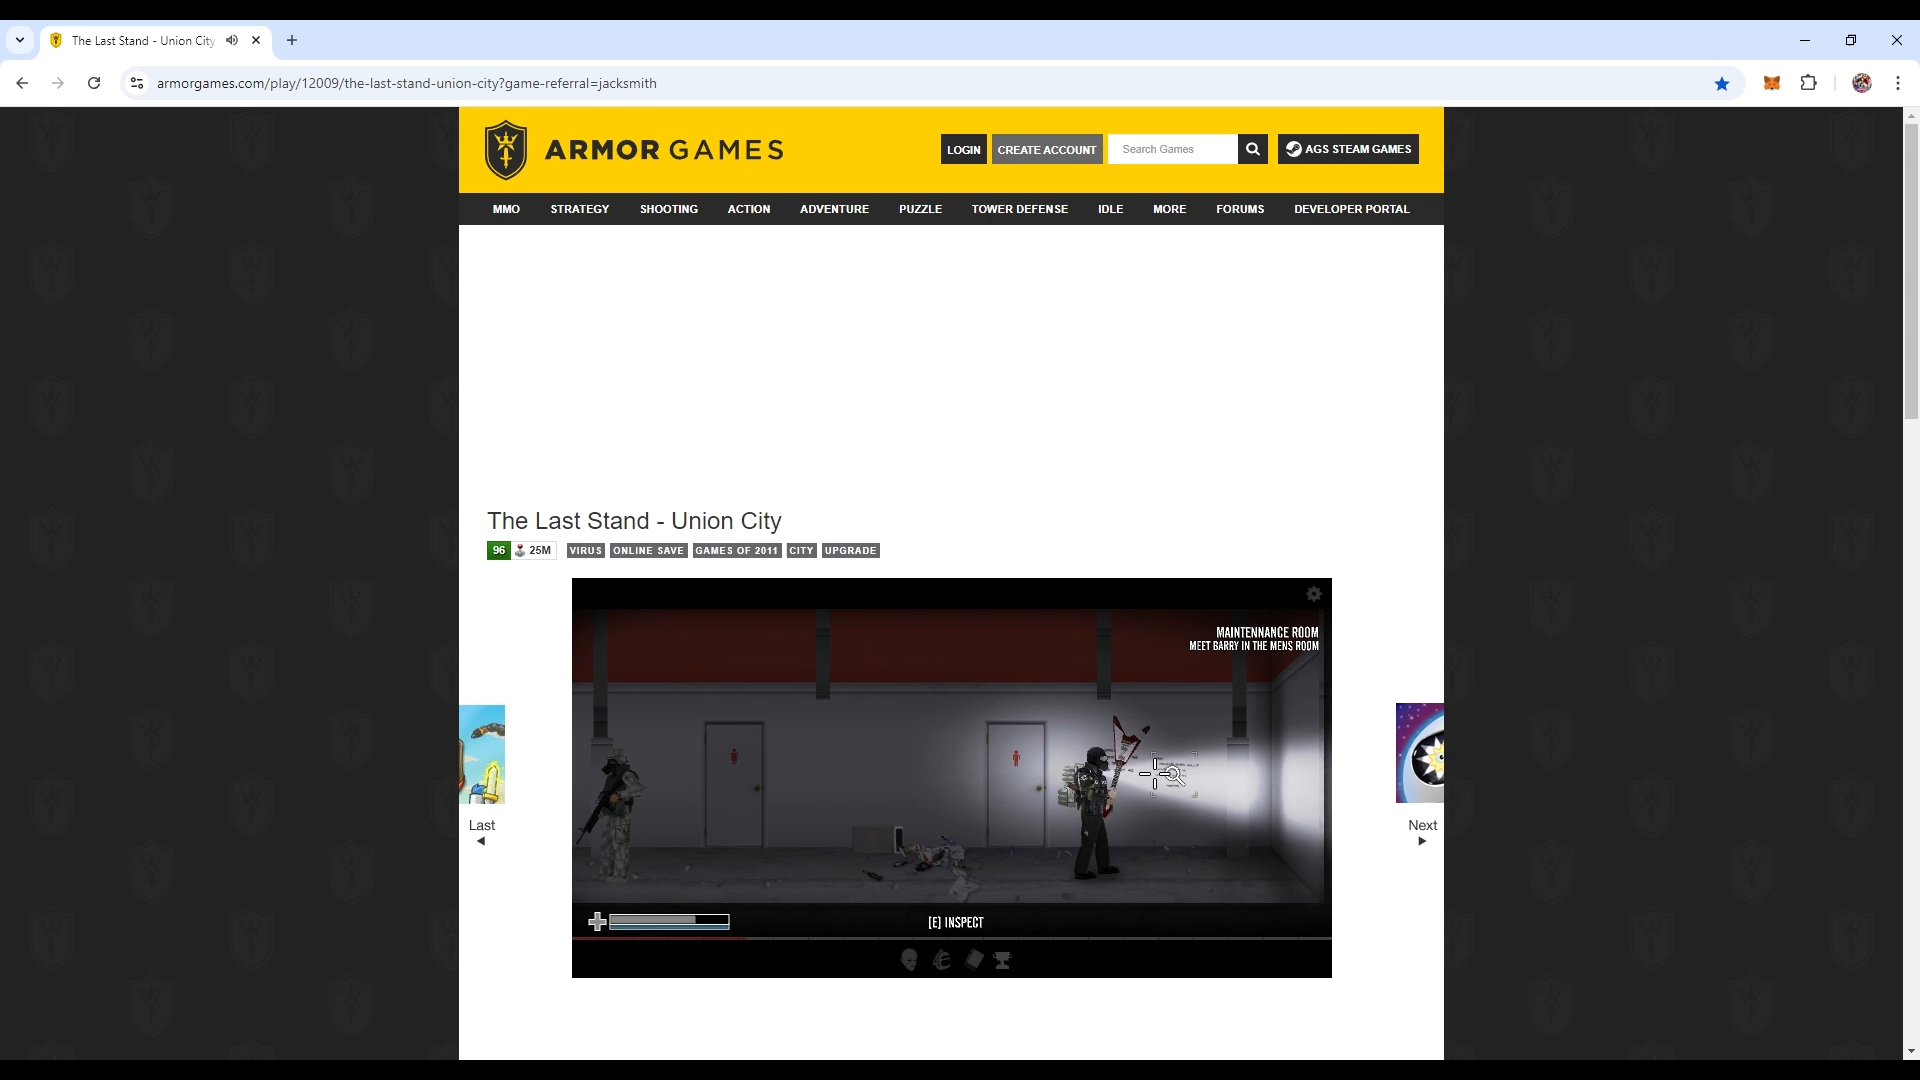 The Last Stand - Union City
armorgames.com/play/12009/the-last-stand-union-city?game-referral=jacksmith
ARMOR GAMES
LOGIN
CREATE ACCOUNT
Search Games
AGS STEAM GAMES
MMO STRATEGY SHOOTING ACTION ADVENTURE PUZZLE TOWER DEFENSE IDLE MORE FORUMS DEVELOPER PORTAL
The Last Stand - Union City
96 25M VIRUS ONLINE SAVE GAMES OF 2011 CITY UPGRADE
MAINTENNANCE ROOM
MEET BARRY IN THE MENS ROOM
Last
Next
[E] INSPECT